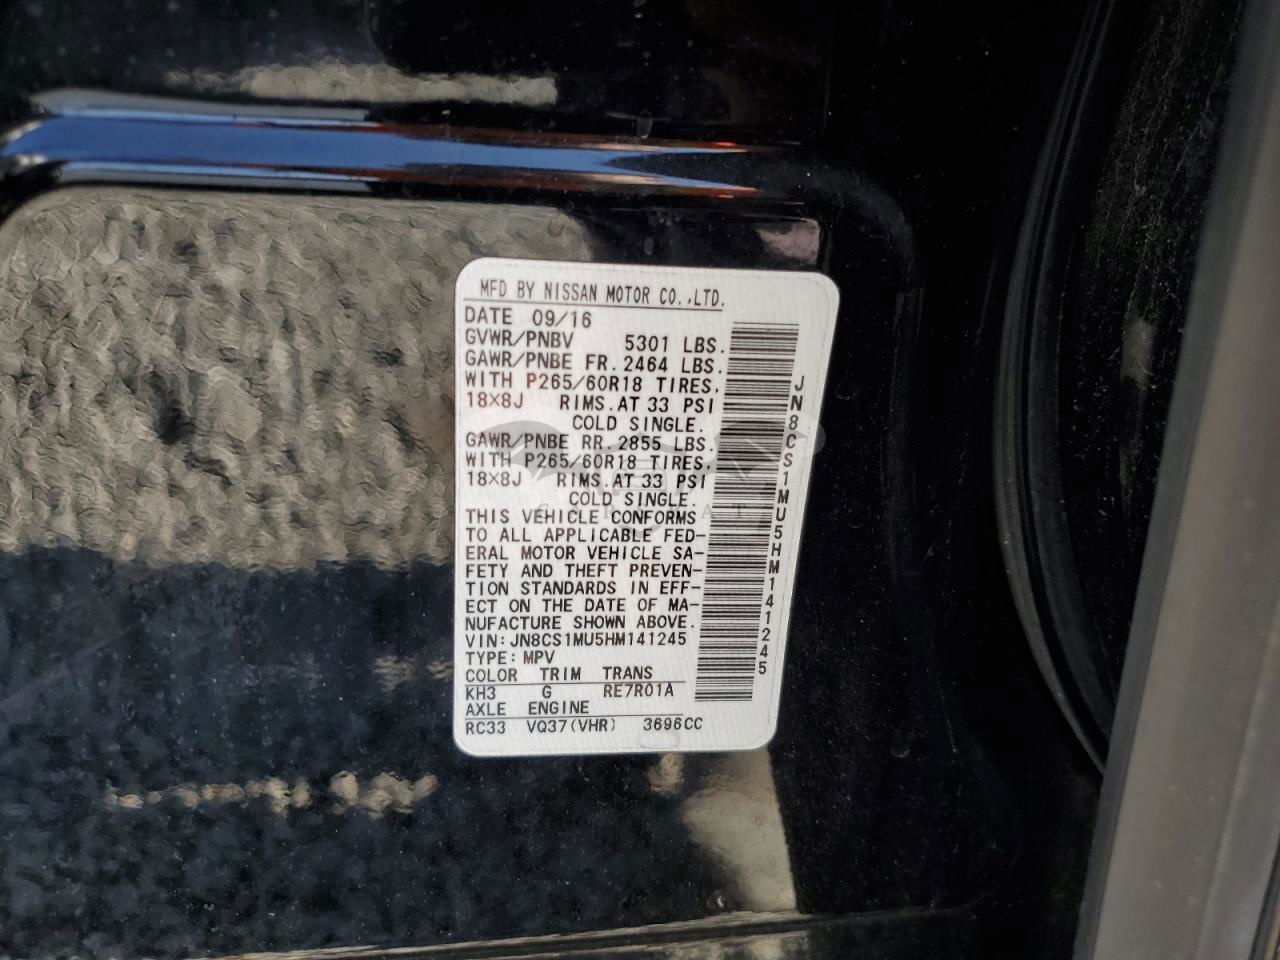 MFD BY NISSAN MOTOR CO.,LTD.
DATE 09/16
GVWR/PNBV 5301 LBS.
GAWR/PNBE FR. 2464 LBS.
WITH P265/60R18 TIRES,
18X8J RIMS.AT 33 PSI
COLD SINGLE.
GAWR/PNBE RR. 2855 LBS.
WITH P265/60R18 TIRES,
18X8J RIMS.AT 33 PSI
COLD SINGLE.
THIS VEHICLE CONFORMS
TO ALL APPLICABLE FED-
ERAL MOTOR VEHICLE SA-
FETY AND THEFT PREVEN-
TION STANDARDS IN EFF-
ECT ON THE DATE OF MA-
NUFACTURE SHOWN ABOVE.
VIN: JN8CS1MU5HM141245
TYPE: MPV
COLOR TRIM TRANS
KH3 G RE7R01A
AXLE ENGINE
RC33 VQ37(VHR) 3696CC
JN8CS1MU5HM141245